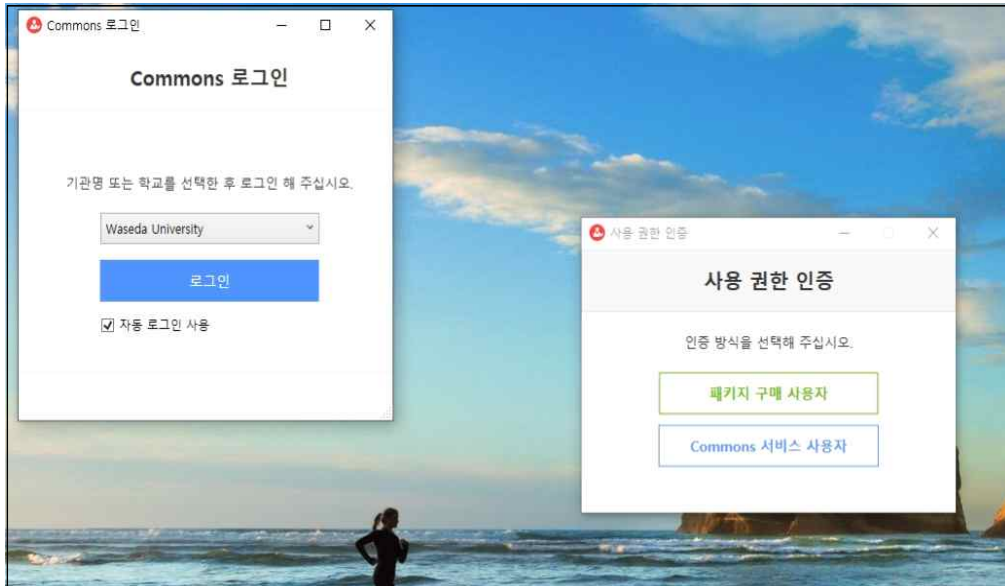 Commons 로그인
Commons 로그인
기관명 또는 학교를 선택한 후 로그인 해 주십시오.
Waseda University
로그인
자동 로그인 사용
사용 권한 인증
사용 권한 인증
인증 방식을 선택해 주십시오.
패키지 구매 사용자
Commons 서비스 사용자